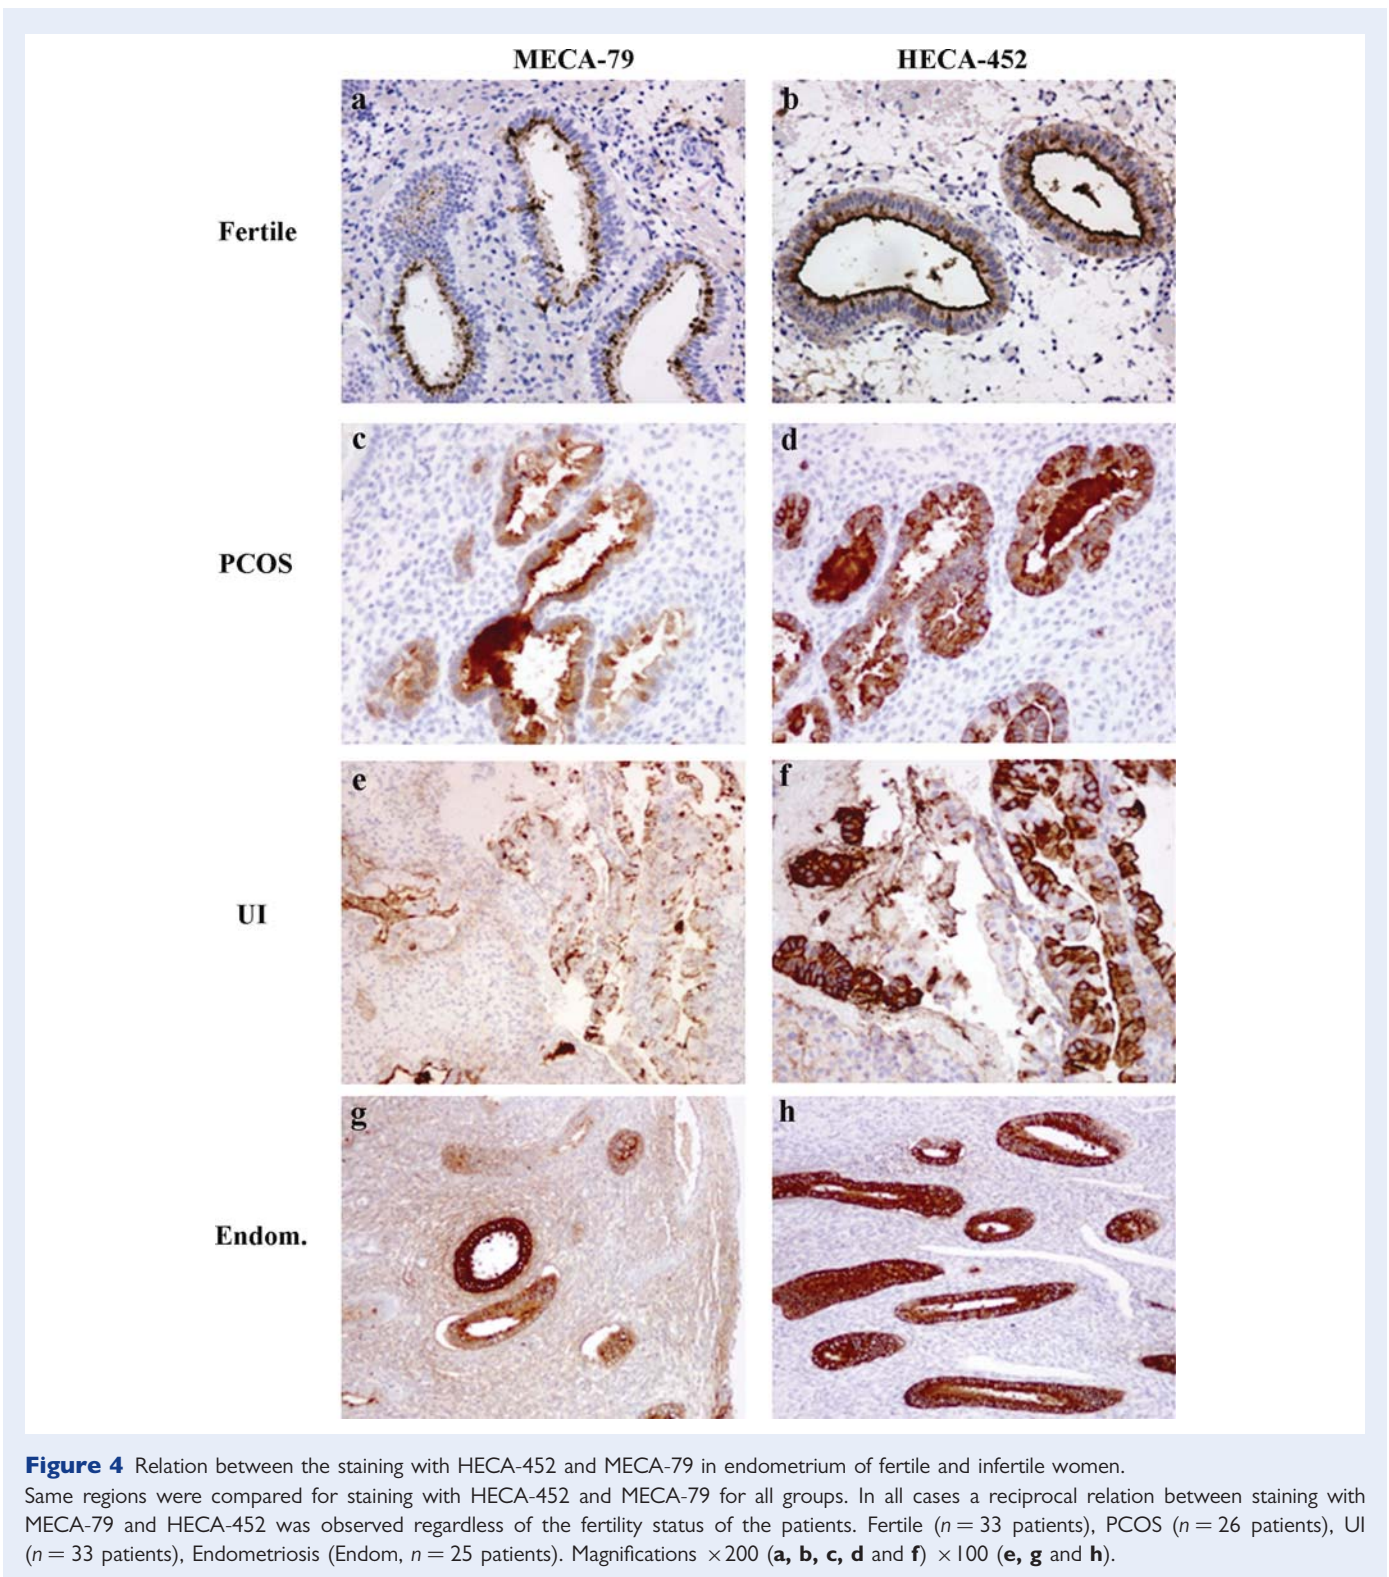 MECA-79 HECA-452
a b
Fertile
c d
PCOS
e f
UI
g h
Endom.
Figure 4 Relation between the staining with HECA-452 and MECA-79 in endometrium of fertile and infertile women.
Same regions were compared for staining with HECA-452 and MECA-79 for all groups. In all cases a reciprocal relation between staining with
MECA-79 and HECA-452 was observed regardless of the fertility status of the patients. Fertile (n = 33 patients), PCOS (n = 26 patients), UI
(n = 33 patients), Endometriosis (Endom, n = 25 patients). Magnifications ×200 (a, b, c, d and f) ×100 (e, g and h).